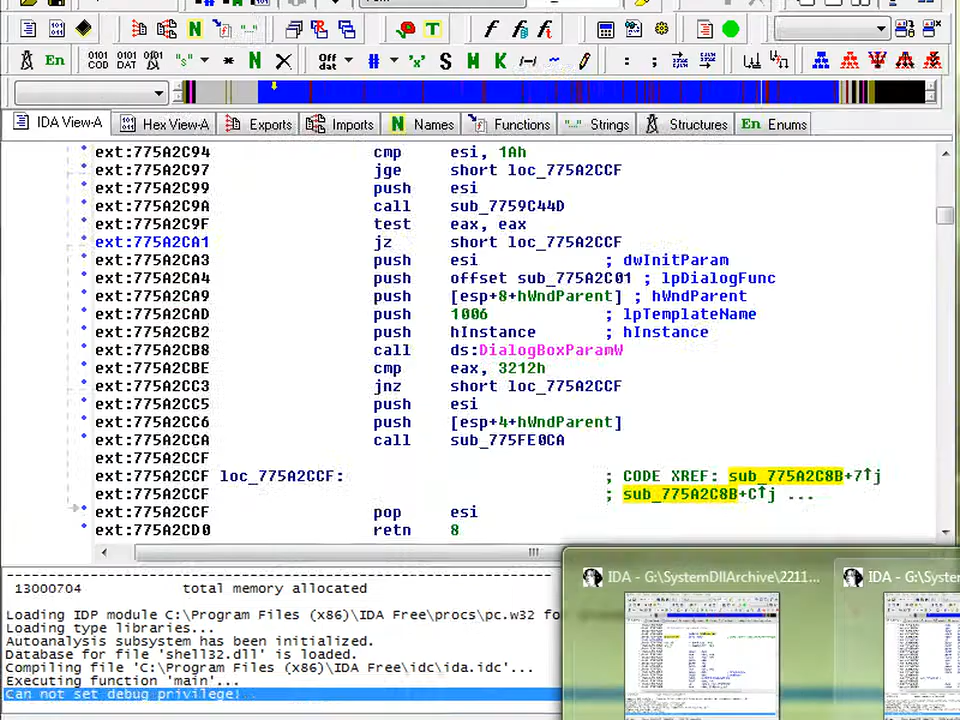 IDA View-A Hex View-A Exports Imports Names Functions Strings Structures En Enums
ext:775A2C94 cmp esi, 1Ah
ext:775A2C97 jge short loc_775A2CCF
ext:775A2C99 push esi
ext:775A2C9A call sub_7759C44D
ext:775A2C9F test eax, eax
ext:775A2CA1 jz short loc_775A2CCF
ext:775A2CA3 push esi ; dwInitParam
ext:775A2CA4 push offset sub_775A2C01 ; lpDialogFunc
ext:775A2CA9 push [esp+8+hWndParent] ; hWndParent
ext:775A2CAD push 1006 ; lpTemplateName
ext:775A2CB2 push hInstance ; hInstance
ext:775A2CB8 call ds:DialogBoxParamW
ext:775A2CBE cmp eax, 3212h
ext:775A2CC3 jnz short loc_775A2CCF
ext:775A2CC5 push esi
ext:775A2CC6 push [esp+4+hWndParent]
ext:775A2CCA call sub_775FE0CA
ext:775A2CCF
ext:775A2CCF loc_775A2CCF: ; CODE XREF: sub_775A2C8B+7↑j
ext:775A2CCF ; sub_775A2C8B+C↑j ...
ext:775A2CCF pop esi
ext:775A2CD0 retn 8
13000704 total memory allocated
Loading IDP module C:\Program Files (x86)\IDA Free\procs\pc.w32 fo
Loading type libraries...
Autoanalysis subsystem has been initialized.
Database for file 'shell32.dll' is loaded.
Compiling file 'C:\Program Files (x86)\IDA Free\idc\ida.idc'...
Executing function 'main'...
Can not set debug privilege!
IDA - G:\SystemDllArchive\2211... IDA - G:\Syster